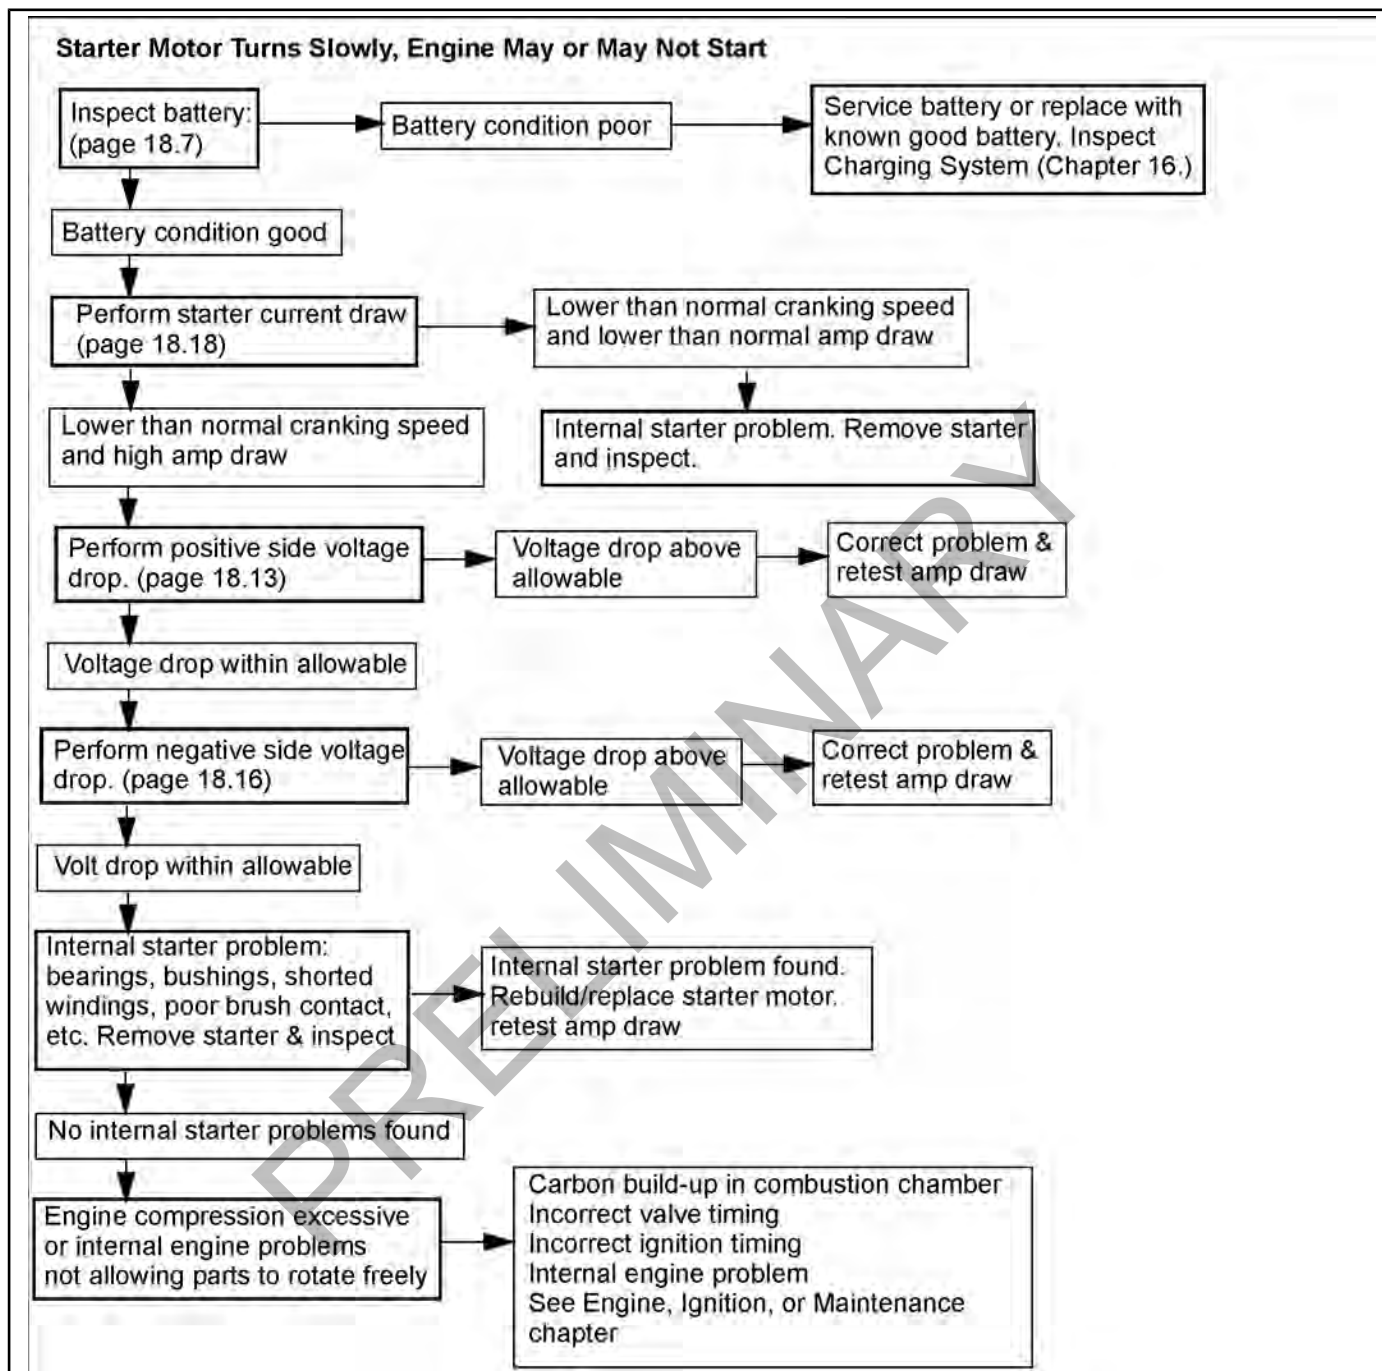 Starter Motor Turns Slowly, Engine May or May Not Start
Inspect battery:
(page 18.7)
Battery condition poor
Service battery or replace with
known good battery. Inspect
Charging System (Chapter 16.)
Battery condition good
Perform starter current draw
(page 18.18)
Lower than normal cranking speed
and lower than normal amp draw
Lower than normal cranking speed
and high amp draw
Internal starter problem. Remove starter
and inspect.
Perform positive side voltage
drop. (page 18.13)
Voltage drop above
allowable
Correct problem &
retest amp draw
Voltage drop within allowable
Perform negative side voltage
drop. (page 18.16)
Voltage drop above
allowable
Correct problem &
retest amp draw
Volt drop within allowable
Internal starter problem:
bearings, bushings, shorted
windings, poor brush contact,
etc. Remove starter & inspect
Internal starter problem found.
Rebuild/replace starter motor.
retest amp draw
No internal starter problems found
Engine compression excessive
or internal engine problems
not allowing parts to rotate freely
Carbon build-up in combustion chamber
Incorrect valve timing
Incorrect ignition timing
Internal engine problem
See Engine, Ignition, or Maintenance
chapter
PRELIMINARY